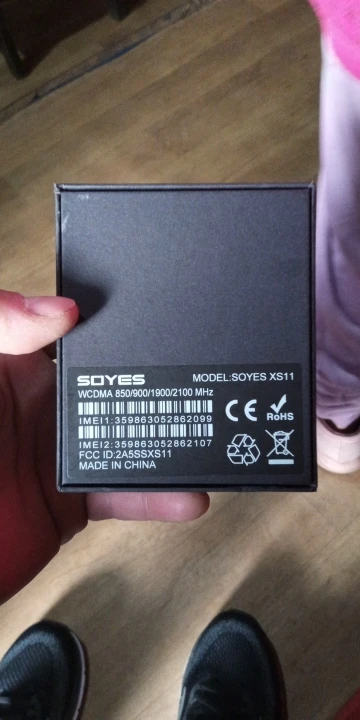 SOYES
MODEL:SOYES XS11
WCDMA 850/900/1900/2100 MHz
IMEI1:359863052862099
IMEI2:359863052862107
FCC ID:2A5SSXS11
MADE IN CHINA
CE
RoHS